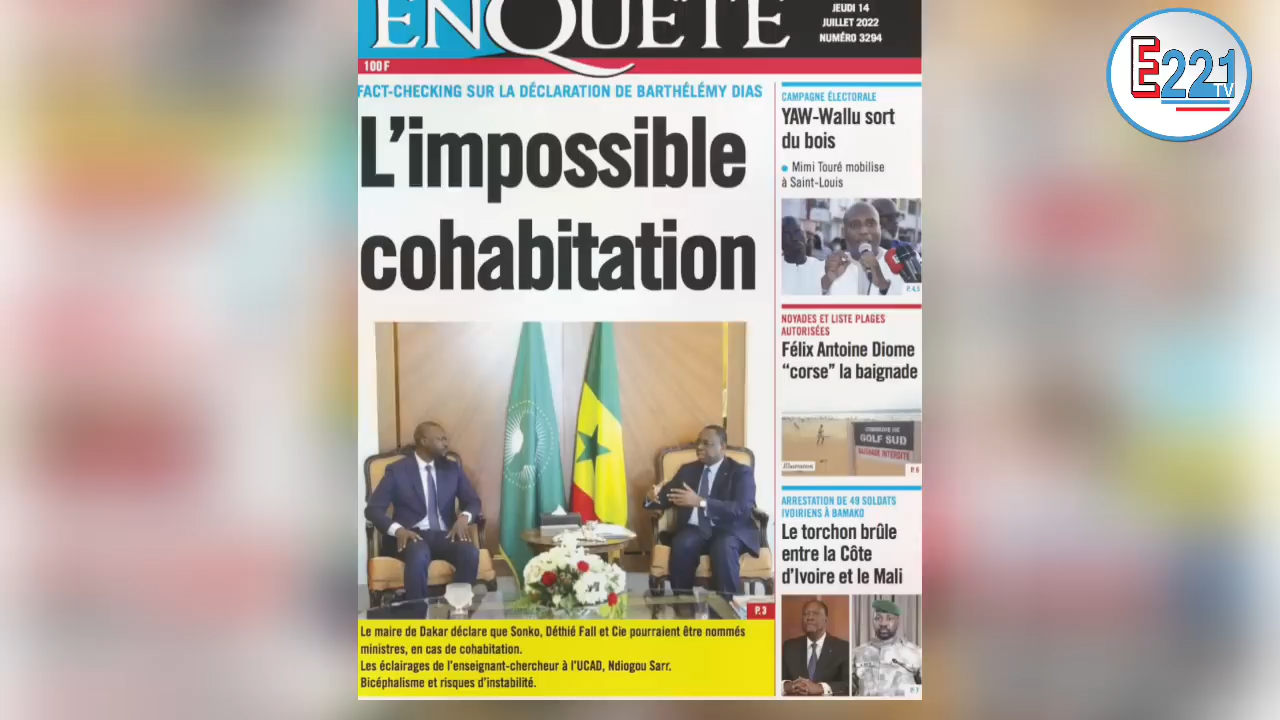 ENQUÊTE
JEUDI 14
JUILLET 2022
NUMÉRO 3294
100 F
E221
TV
FACT-CHECKING SUR LA DÉCLARATION DE BARTHÉLÉMY DIAS
L'impossible
cohabitation
P.3
Le maire de Dakar déclare que Sonko, Déthié Fall et Cie pourraient être nommés
ministres, en cas de cohabitation.
Les éclairages de l'enseignant-chercheur à l'UCAD, Ndiogou Sarr.
Bicéphalisme et risques d'instabilité.
CAMPAGNE ÉLECTORALE
YAW-Wallu sort
du bois
• Mimi Touré mobilise
à Saint-Louis
P. 4,5
NOYADES ET LISTE PLAGES
AUTORISÉES
Félix Antoine Diome
“corse” la baignade
COMMUNE DE
GOLF SUD
BAIGNADE INTERDITE
Illustration
P. 6
ARRESTATION DE 49 SOLDATS
IVOIRIENS À BAMAKO
Le torchon brûle
entre la Côte
d'Ivoire et le Mali
P. 7